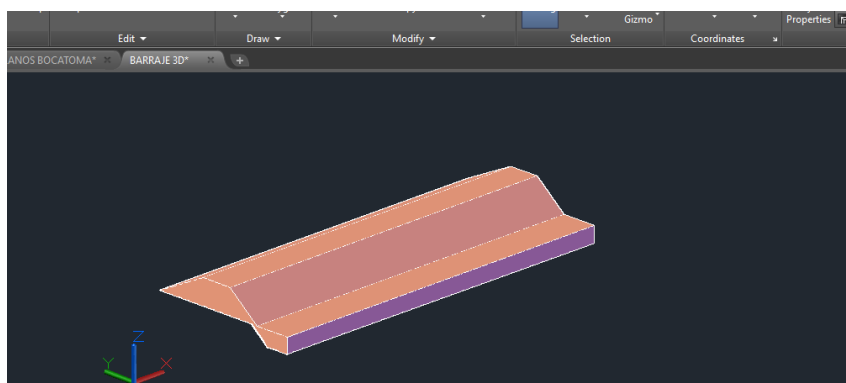 Gizmo
Properties
Edit
Draw
Modify
Selection
Coordinates
ANOS BOCATOMA*
BARRAJE 3D*
Z
Y
X